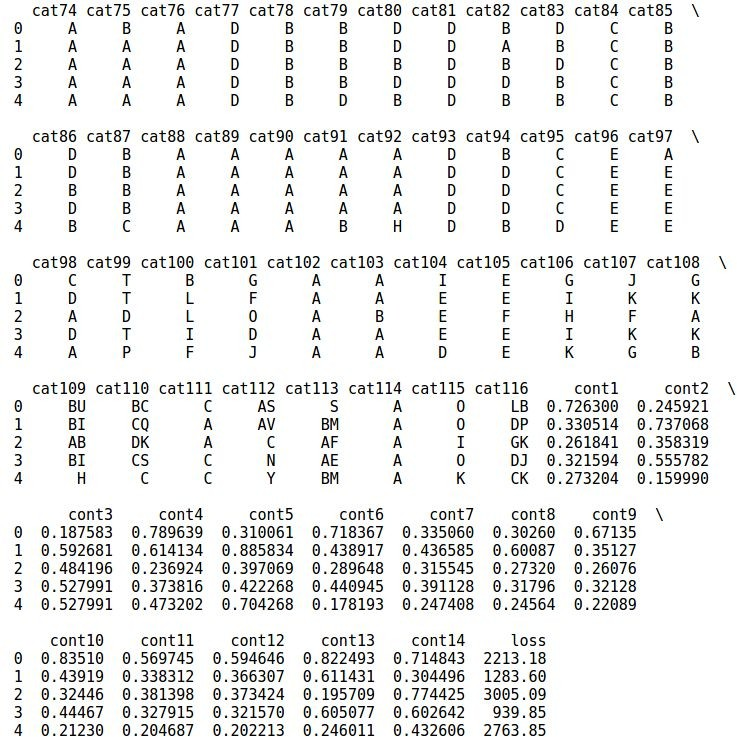 cat74 cat75 cat76 cat77 cat78 cat79 cat80 cat81 cat82 cat83 cat84 cat85 \
0 A B A D B B D D B D C B
1 A A A D B B D D A B C B
2 A A A D B B B D B D C B
3 A A A D B B D D D B C B
4 A A A D B D B D B B C B
cat86 cat87 cat88 cat89 cat90 cat91 cat92 cat93 cat94 cat95 cat96 cat97 \
0 D B A A A A A D B C E A
1 D B A A A A A D D C E E
2 B B A A A A A D D C E E
3 D B A A A A A D D C E E
4 B C A A A B H D B D E E
cat98 cat99 cat100 cat101 cat102 cat103 cat104 cat105 cat106 cat107 cat108 \
0 C T B G A A I E G J G
1 D T L F A A E E I K K
2 A D L O A B E F H F A
3 D T I D A A E E I K K
4 A P F J A A D E K G B
cat109 cat110 cat111 cat112 cat113 cat114 cat115 cat116 cont1 cont2 \
0 BU BC C AS S A O LB 0.726300 0.245921
1 BI CQ A AV BM A O DP 0.330514 0.737068
2 AB DK A C AF A I GK 0.261841 0.358319
3 BI CS C N AE A O DJ 0.321594 0.555782
4 H C C Y BM A K CK 0.273204 0.159990
cont3 cont4 cont5 cont6 cont7 cont8 cont9 \
0 0.187583 0.789639 0.310061 0.718367 0.335060 0.30260 0.67135
1 0.592681 0.614134 0.885834 0.438917 0.436585 0.60087 0.35127
2 0.484196 0.236924 0.397069 0.289648 0.315545 0.27320 0.26076
3 0.527991 0.373816 0.422268 0.440945 0.391128 0.31796 0.32128
4 0.527991 0.473202 0.704268 0.178193 0.247408 0.24564 0.22089
cont10 cont11 cont12 cont13 cont14 loss
0 0.83510 0.569745 0.594646 0.822493 0.714843 2213.18
1 0.43919 0.338312 0.366307 0.611431 0.304496 1283.60
2 0.32446 0.381398 0.373424 0.195709 0.774425 3005.09
3 0.44467 0.327915 0.321570 0.605077 0.602642 939.85
4 0.21230 0.204687 0.202213 0.246011 0.432606 2763.85